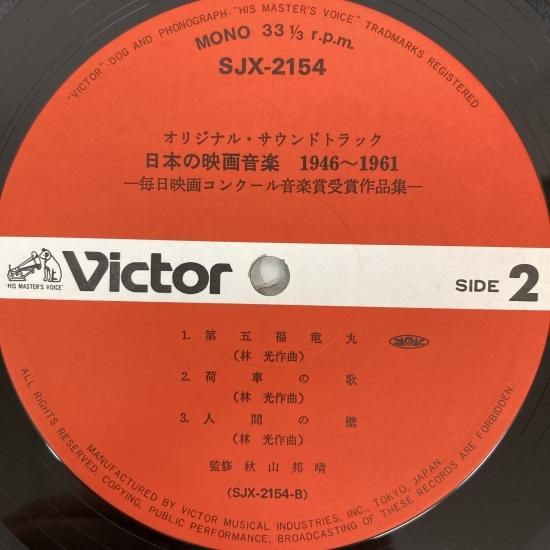 "VICTOR"-DOG AND PHONOGRAPH-"HIS MASTER'S VOICE" TRADEMARKS REGISTERED
MONO 33 1/3 r.p.m.
SJX-2154
オリジナル・サウンドトラック
日本の映画音楽 1946〜1961
―毎日映画コンクール音楽賞受賞作品集―
"HIS MASTER'S VOICE"
Victor
SIDE 2
1. 第五福竜丸
JASRAC
(林 光作曲)
2. 荷車の歌
(林 光作曲)
3. 人間の壁
(林 光作曲)
監修 秋山邦晴
(SJX-2154-B)
MANUFACTURED BY VICTOR MUSICAL INDUSTRIES, INC., TOKYO, JAPAN.
ALL RIGHTS RESERVED. COPYING, PUBLIC PERFORMANCE, BROADCASTING OF THESE RECORDS ARE FORBIDDEN.